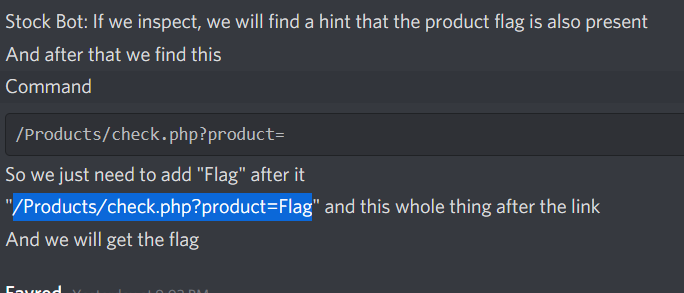 Stock Bot: If we inspect, we will find a hint that the product flag is also present
And after that we find this
Command
/Products/check.php?product=
So we just need to add "Flag" after it
"/Products/check.php?product=Flag" and this whole thing after the link
And we will get the flag